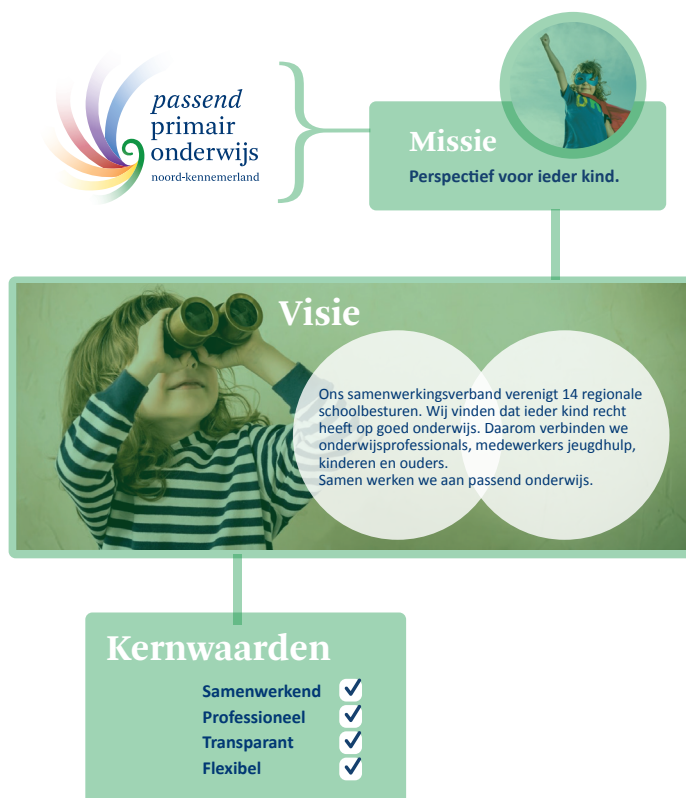 passend
primair
onderwijs
noord-kennemerland
Missie
Perspectief voor ieder kind.
Visie
Ons samenwerkingsverband verenigt 14 regionale
schoolbesturen. Wij vinden dat ieder kind recht
heeft op goed onderwijs. Daarom verbinden we
onderwijsprofessionals, medewerkers jeugdhulp,
kinderen en ouders.
Samen werken we aan passend onderwijs.
Kernwaarden
Samenwerkend
Professioneel
Transparant
Flexibel